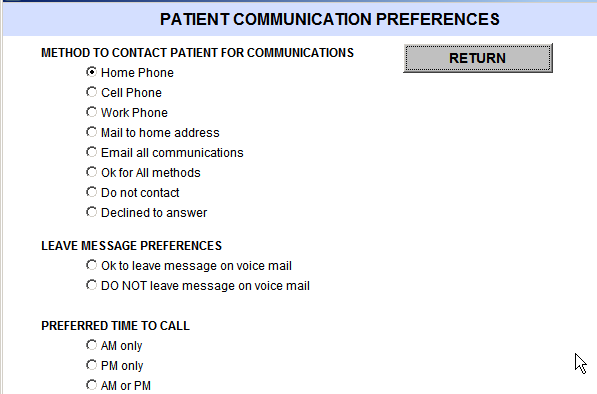 PATIENT COMMUNICATION PREFERENCES
METHOD TO CONTACT PATIENT FOR COMMUNICATIONS
RETURN
Home Phone
Cell Phone
Work Phone
Mail to home address
Email all communications
Ok for All methods
Do not contact
Declined to answer
LEAVE MESSAGE PREFERENCES
Ok to leave message on voice mail
DO NOT leave message on voice mail
PREFERRED TIME TO CALL
AM only
PM only
AM or PM